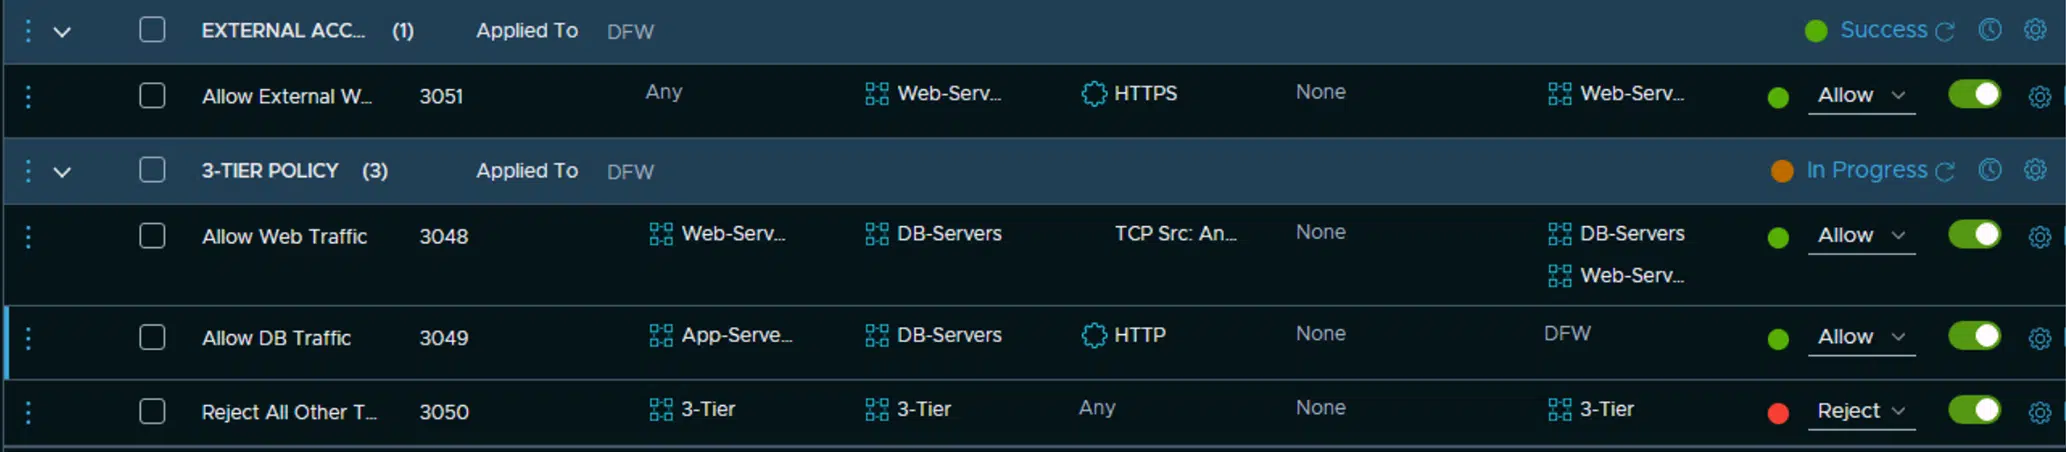 EXTERNAL ACC... (1) Applied To DFW Success
Allow External W... 3051 Any Web-Serv... HTTPS None Web-Serv... Allow
3-TIER POLICY (3) Applied To DFW In Progress
Allow Web Traffic 3048 Web-Serv... DB-Servers TCP Src: An... None DB-Servers Allow
Web-Serv...
Allow DB Traffic 3049 App-Serve... DB-Servers HTTP None DFW Allow
Reject All Other T... 3050 3-Tier 3-Tier Any None 3-Tier Reject